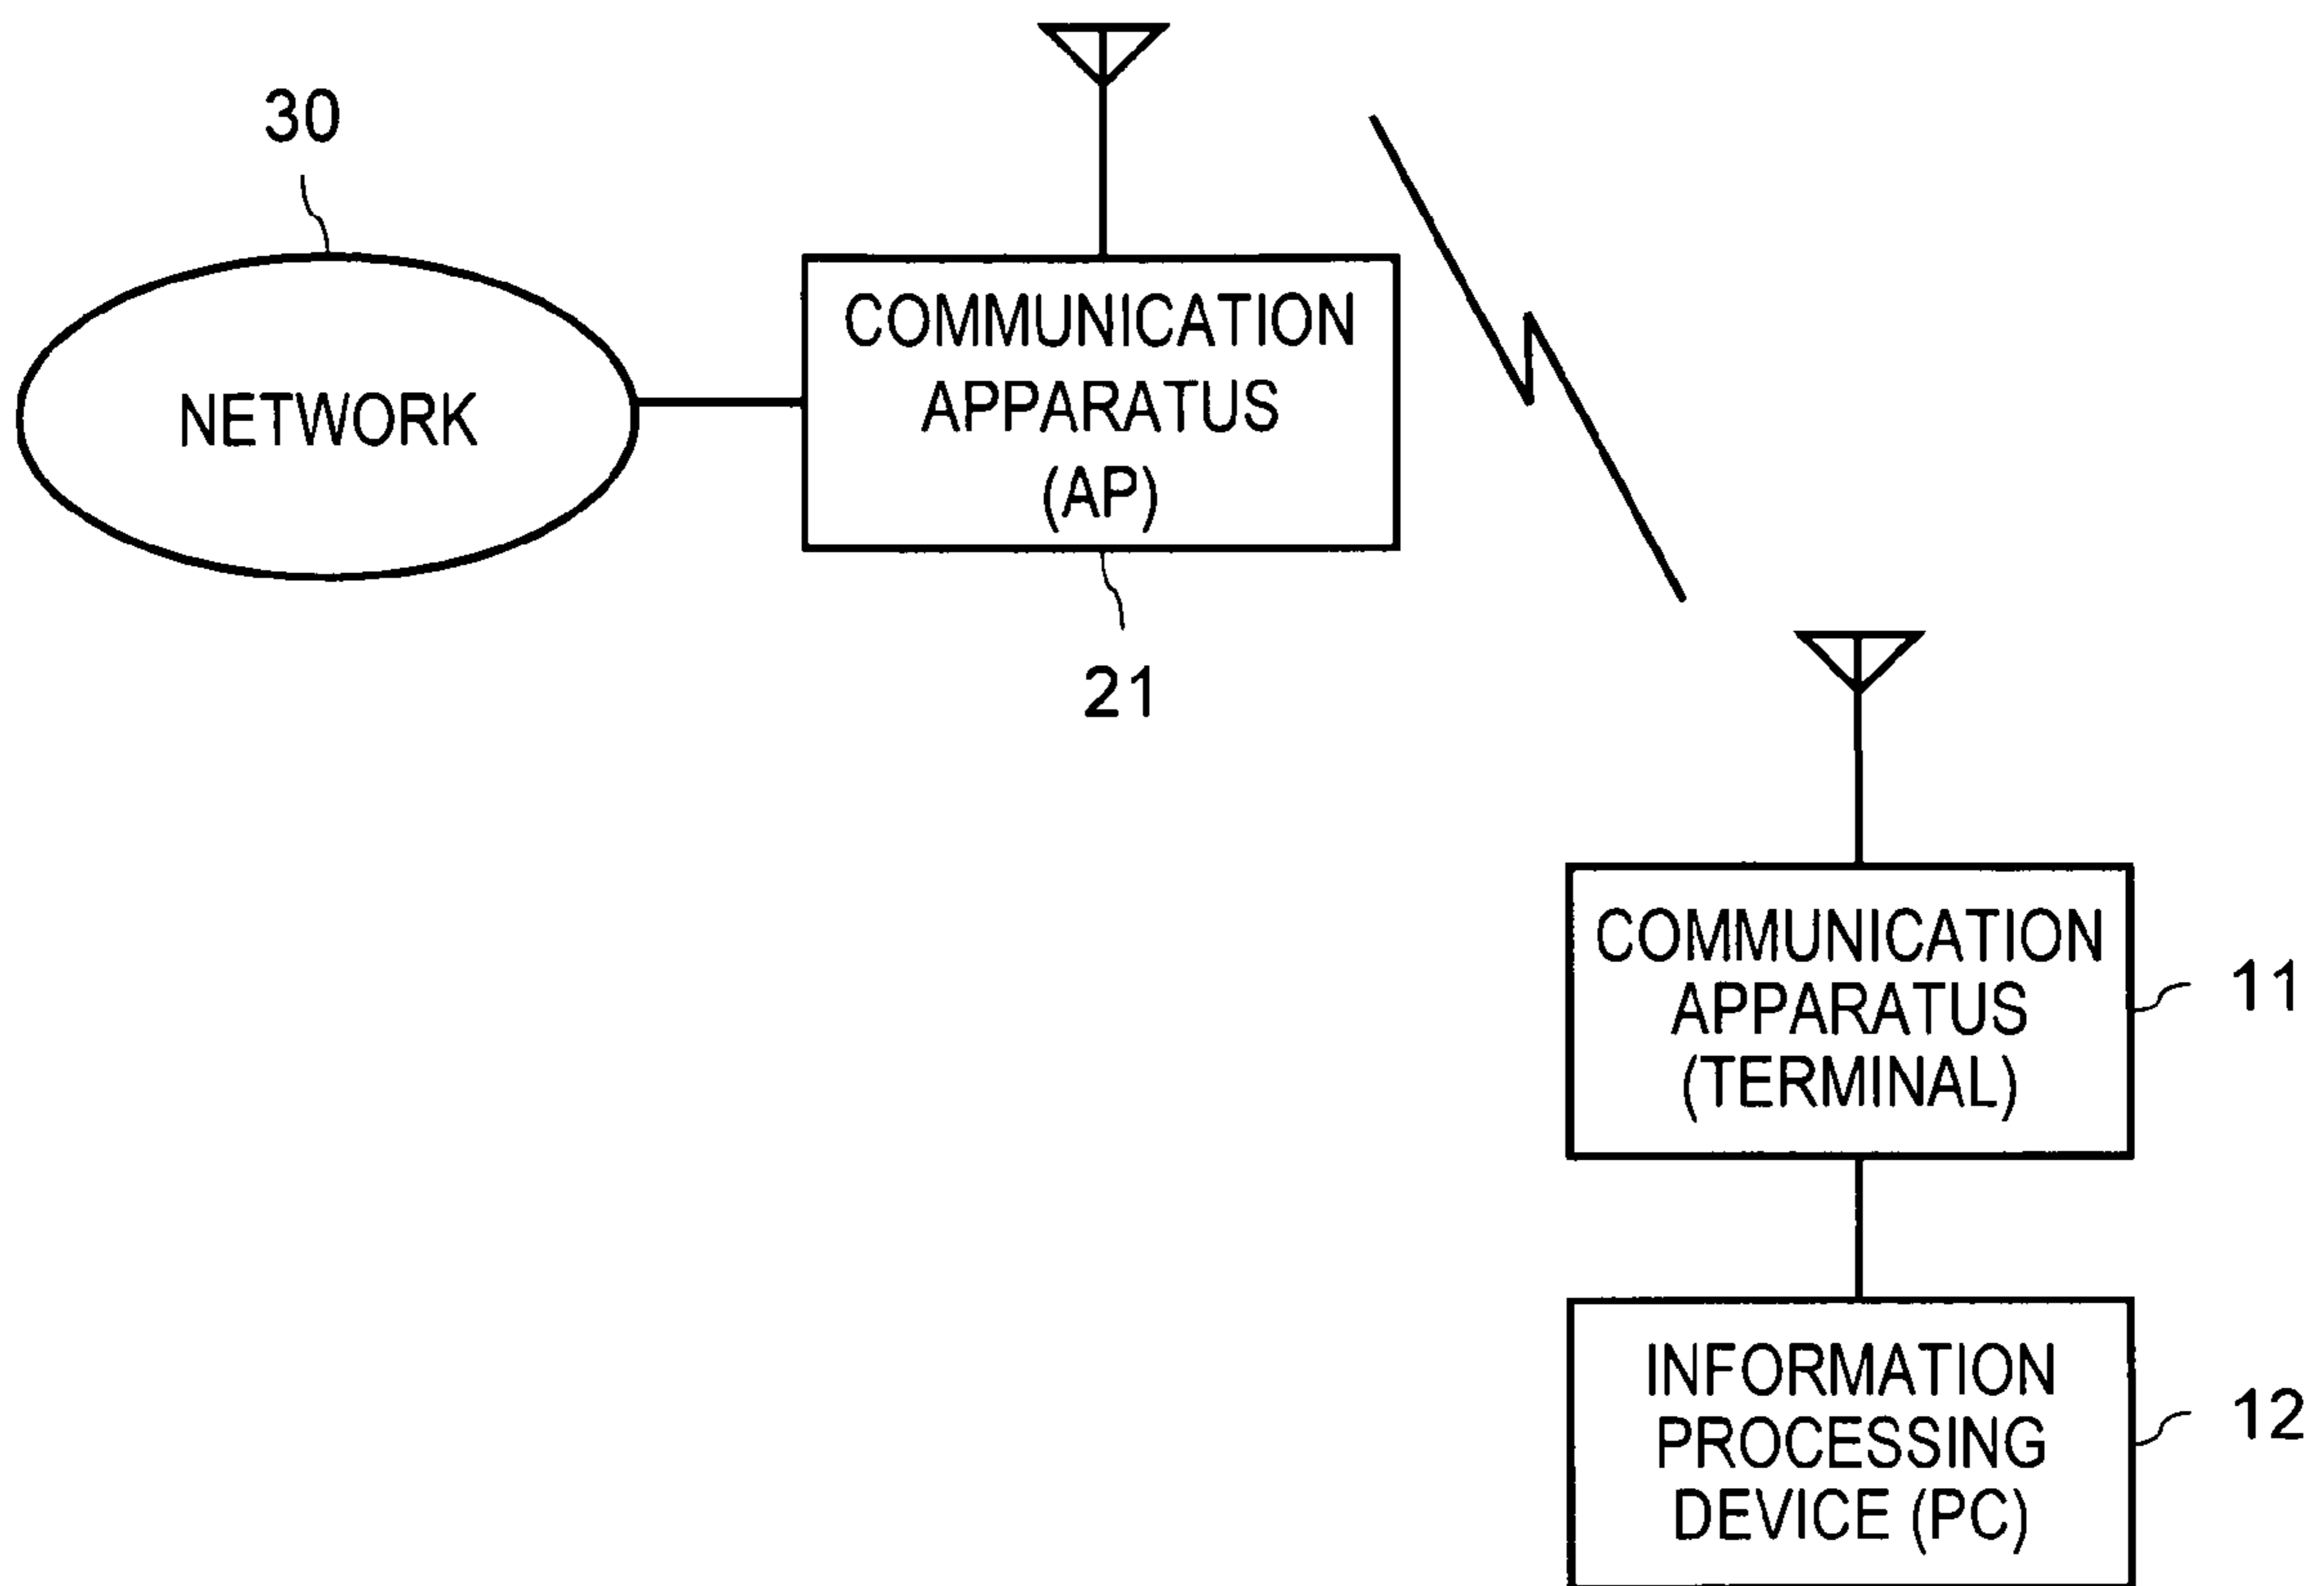 30
NETWORK
COMMUNICATION
APPARATUS
(AP)
21
COMMUNICATION
APPARATUS
(TERMINAL)
11
INFORMATION
PROCESSING
DEVICE (PC)
12